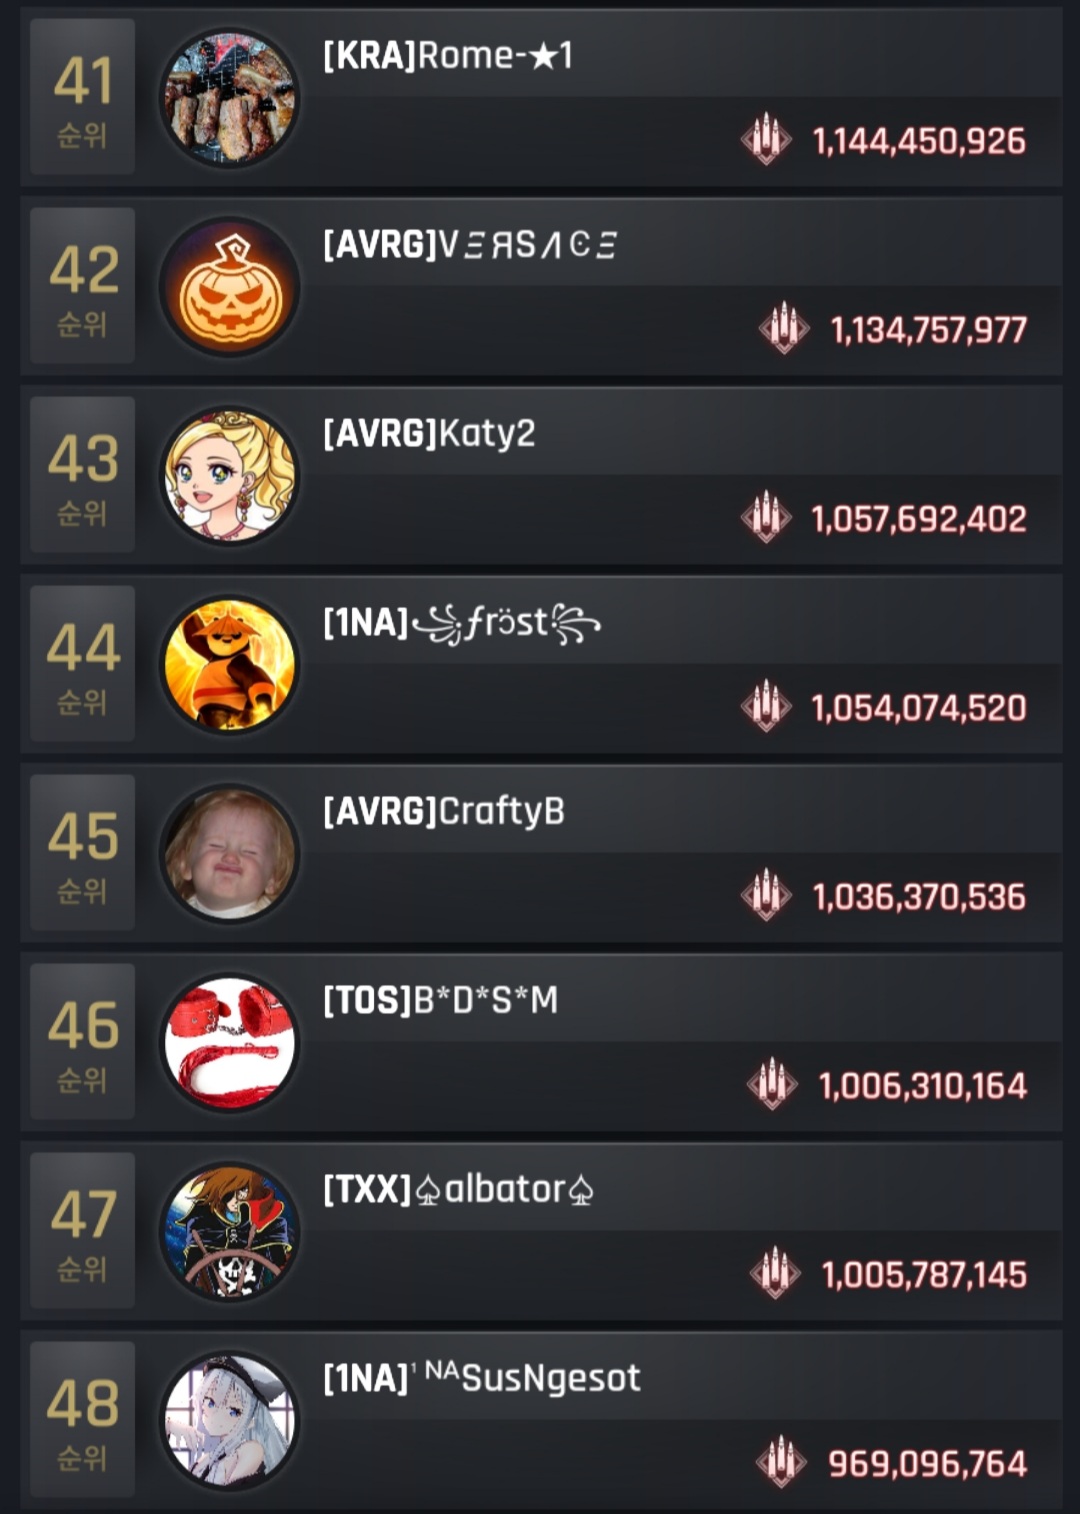 41
순위
[KRA]Rome-★1
1,144,450,926
42
순위
[AVRG]VΞЯSΛЄΞ
1,134,757,977
43
순위
[AVRG]Katy2
1,057,692,402
44
순위
[1NA]꧁ƒröst꧂
1,054,074,520
45
순위
[AVRG]CraftyB
1,036,370,536
46
순위
[TOS]B*D*S*M
1,006,310,164
47
순위
[TXX]♤albator♤
1,005,787,145
48
순위
[1NA]¹ ᴺᴬSusNgesot
969,096,764